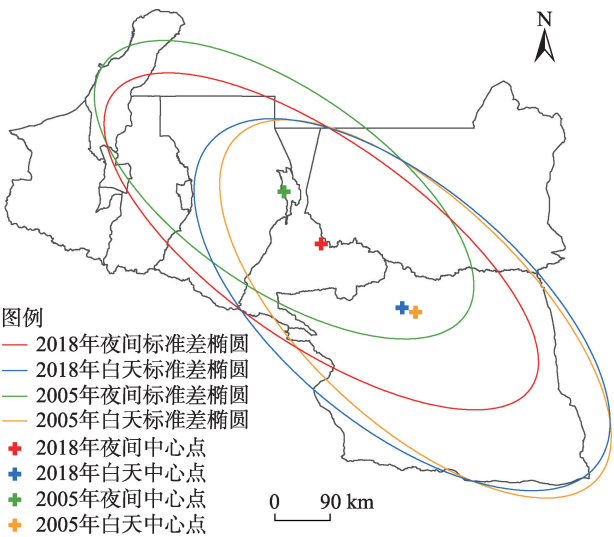 N
图例
2018年夜间标准差椭圆
2018年白天标准差椭圆
2005年夜间标准差椭圆
2005年白天标准差椭圆
2018年夜间中心点
2018年白天中心点
2005年夜间中心点
2005年白天中心点
0 90 km